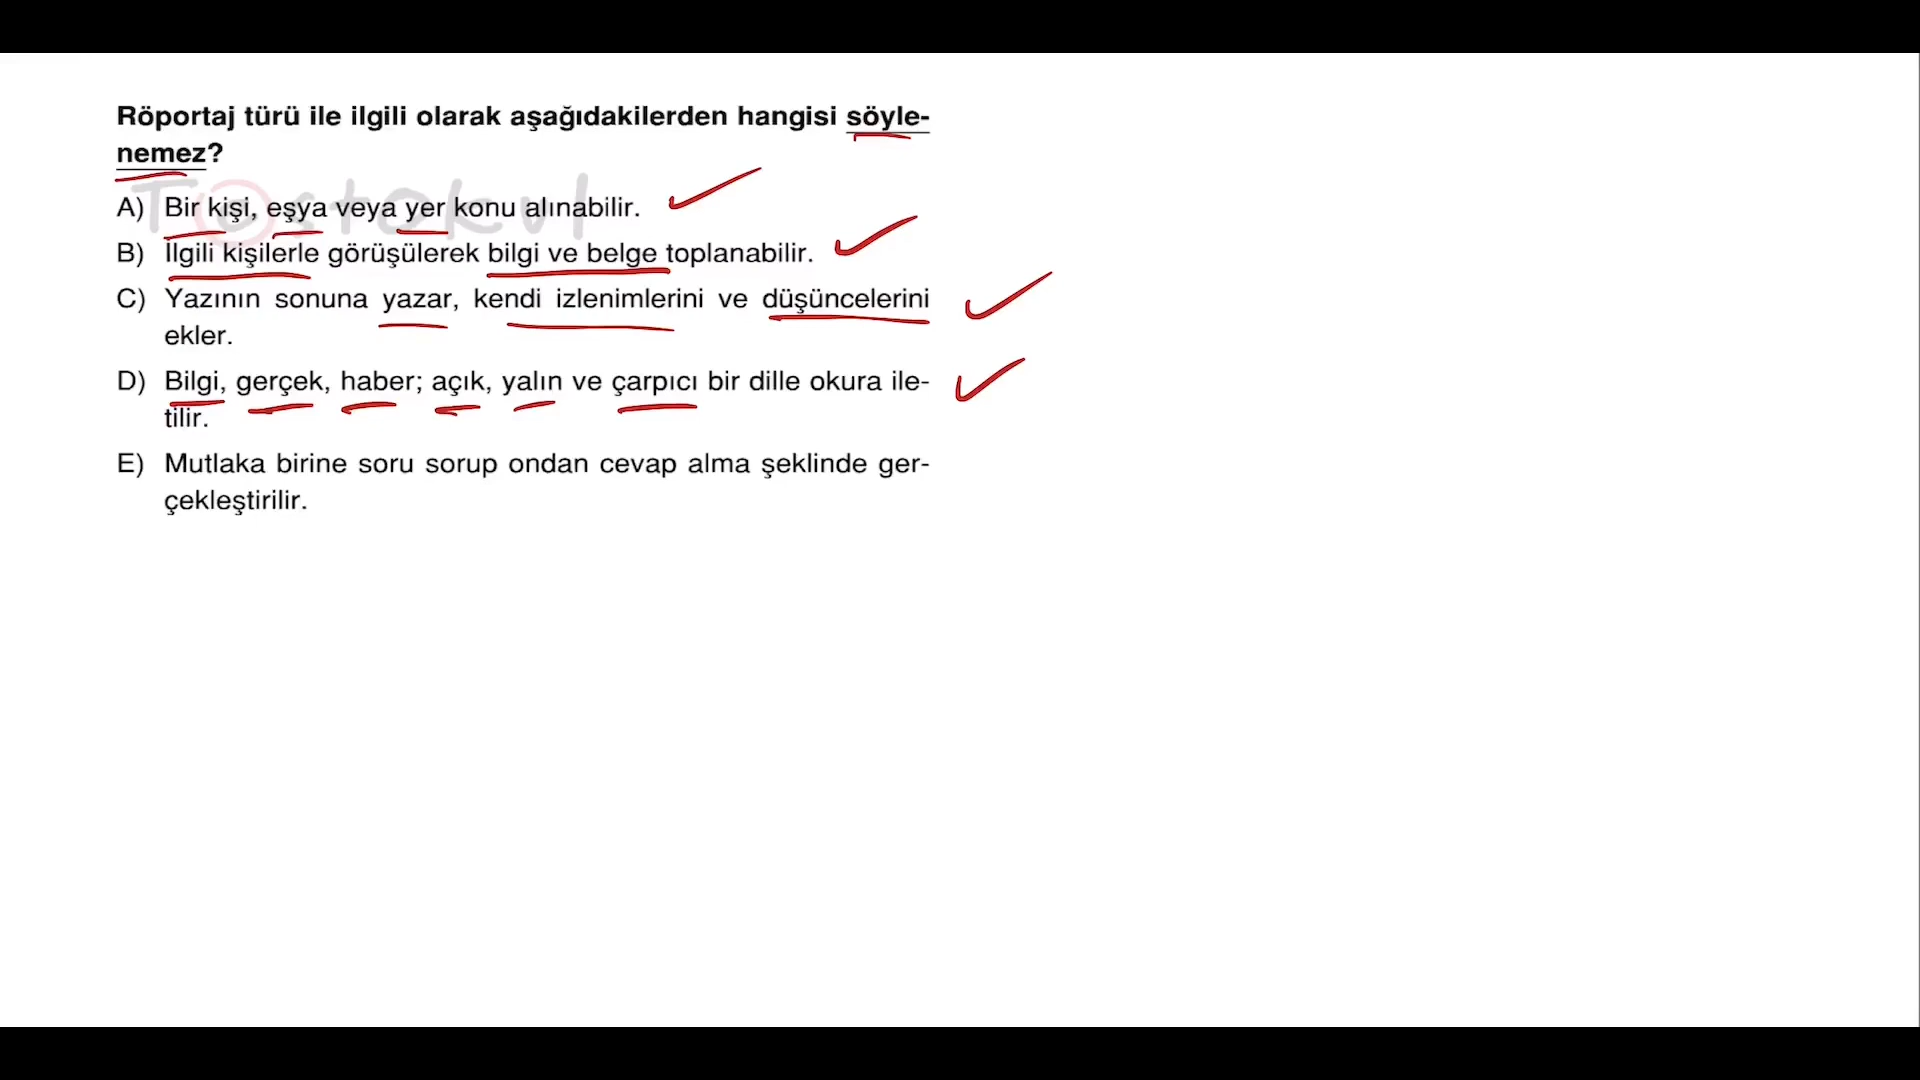 Röportaj türü ile ilgili olarak aşağıdakilerden hangisi söyle-
nemez?
Testokul
A) Bir kişi, eşya veya yer konu alınabilir.
B) İlgili kişilerle görüşülerek bilgi ve belge toplanabilir.
C) Yazının sonuna yazar, kendi izlenimlerini ve düşüncelerini
ekler.
D) Bilgi, gerçek, haber; açık, yalın ve çarpıcı bir dille okura ile-
tilir.
E) Mutlaka birine soru sorup ondan cevap alma şeklinde ger-
çekleştirilir.